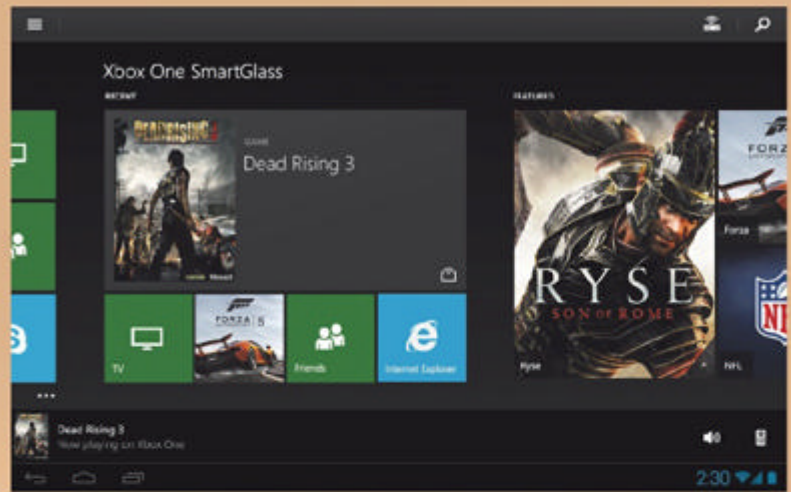 Xbox One SmartGlass
RECENT
FEATURED
DEADRISING 3
GAME
Dead Rising 3
FORZA
Forza
RYSE
SON OF ROME
Ryse
NFL
TV
FORZA 5
Friends
Internet Explorer
Dead Rising 3
Now playing on Xbox One
2:30